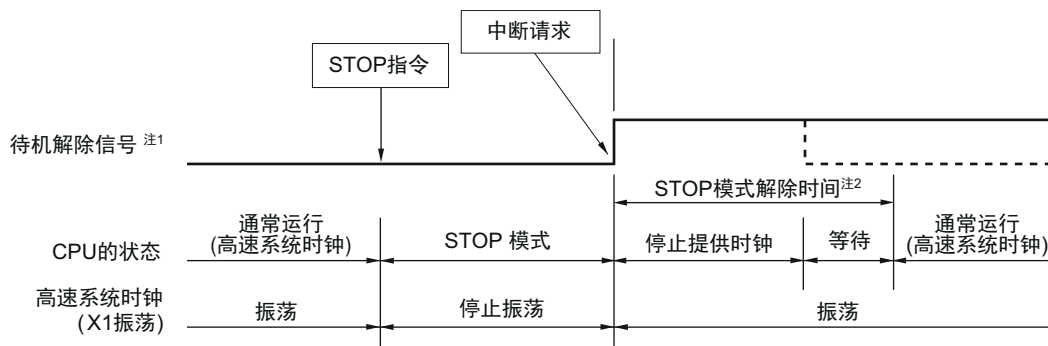 中断请求
STOP指令
待机解除信号 注1
STOP模式解除时间注2
CPU的状态
通常运行
(高速系统时钟)
STOP 模式
停止提供时钟
等待
通常运行
(高速系统时钟)
高速系统时钟
(X1振荡)
振荡
停止振荡
振荡